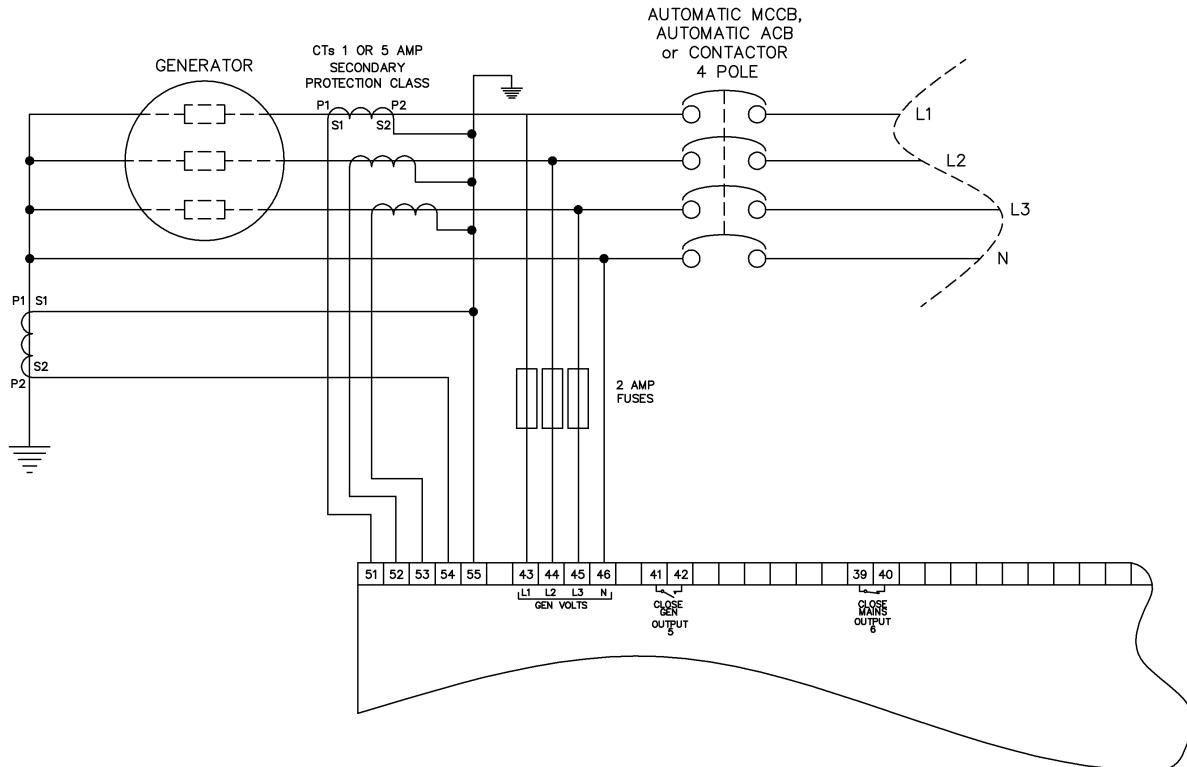 AUTOMATIC MCCB,
AUTOMATIC ACB
or CONTACTOR
4 POLE
CTs 1 OR 5 AMP
SECONDARY
PROTECTION CLASS
GENERATOR
P1 P2
S1 S2
L1
L2
L3
N
P1 S1
S2
P2
2 AMP
FUSES
51 52 53 54 55 43 44 45 46 41 42 39 40
L1 L2 L3 N
GEN VOLTS
CLOSE
GEN
OUTPUT
5
CLOSE
MAINS
OUTPUT
6